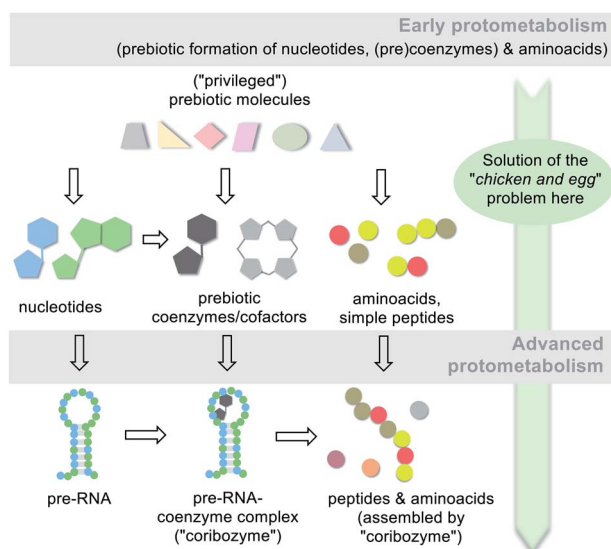 Early protometabolism
(prebiotic formation of nucleotides, (pre)coenzymes) & aminoacids)
("privileged")
prebiotic molecules
Solution of the
"chicken and egg"
problem here
nucleotides
prebiotic
coenzymes/cofactors
aminoacids,
simple peptides
Advanced
protometabolism
pre-RNA
pre-RNA-
coenzyme complex
("coribozyme")
peptides & aminoacids
(assembled by
"coribozyme")